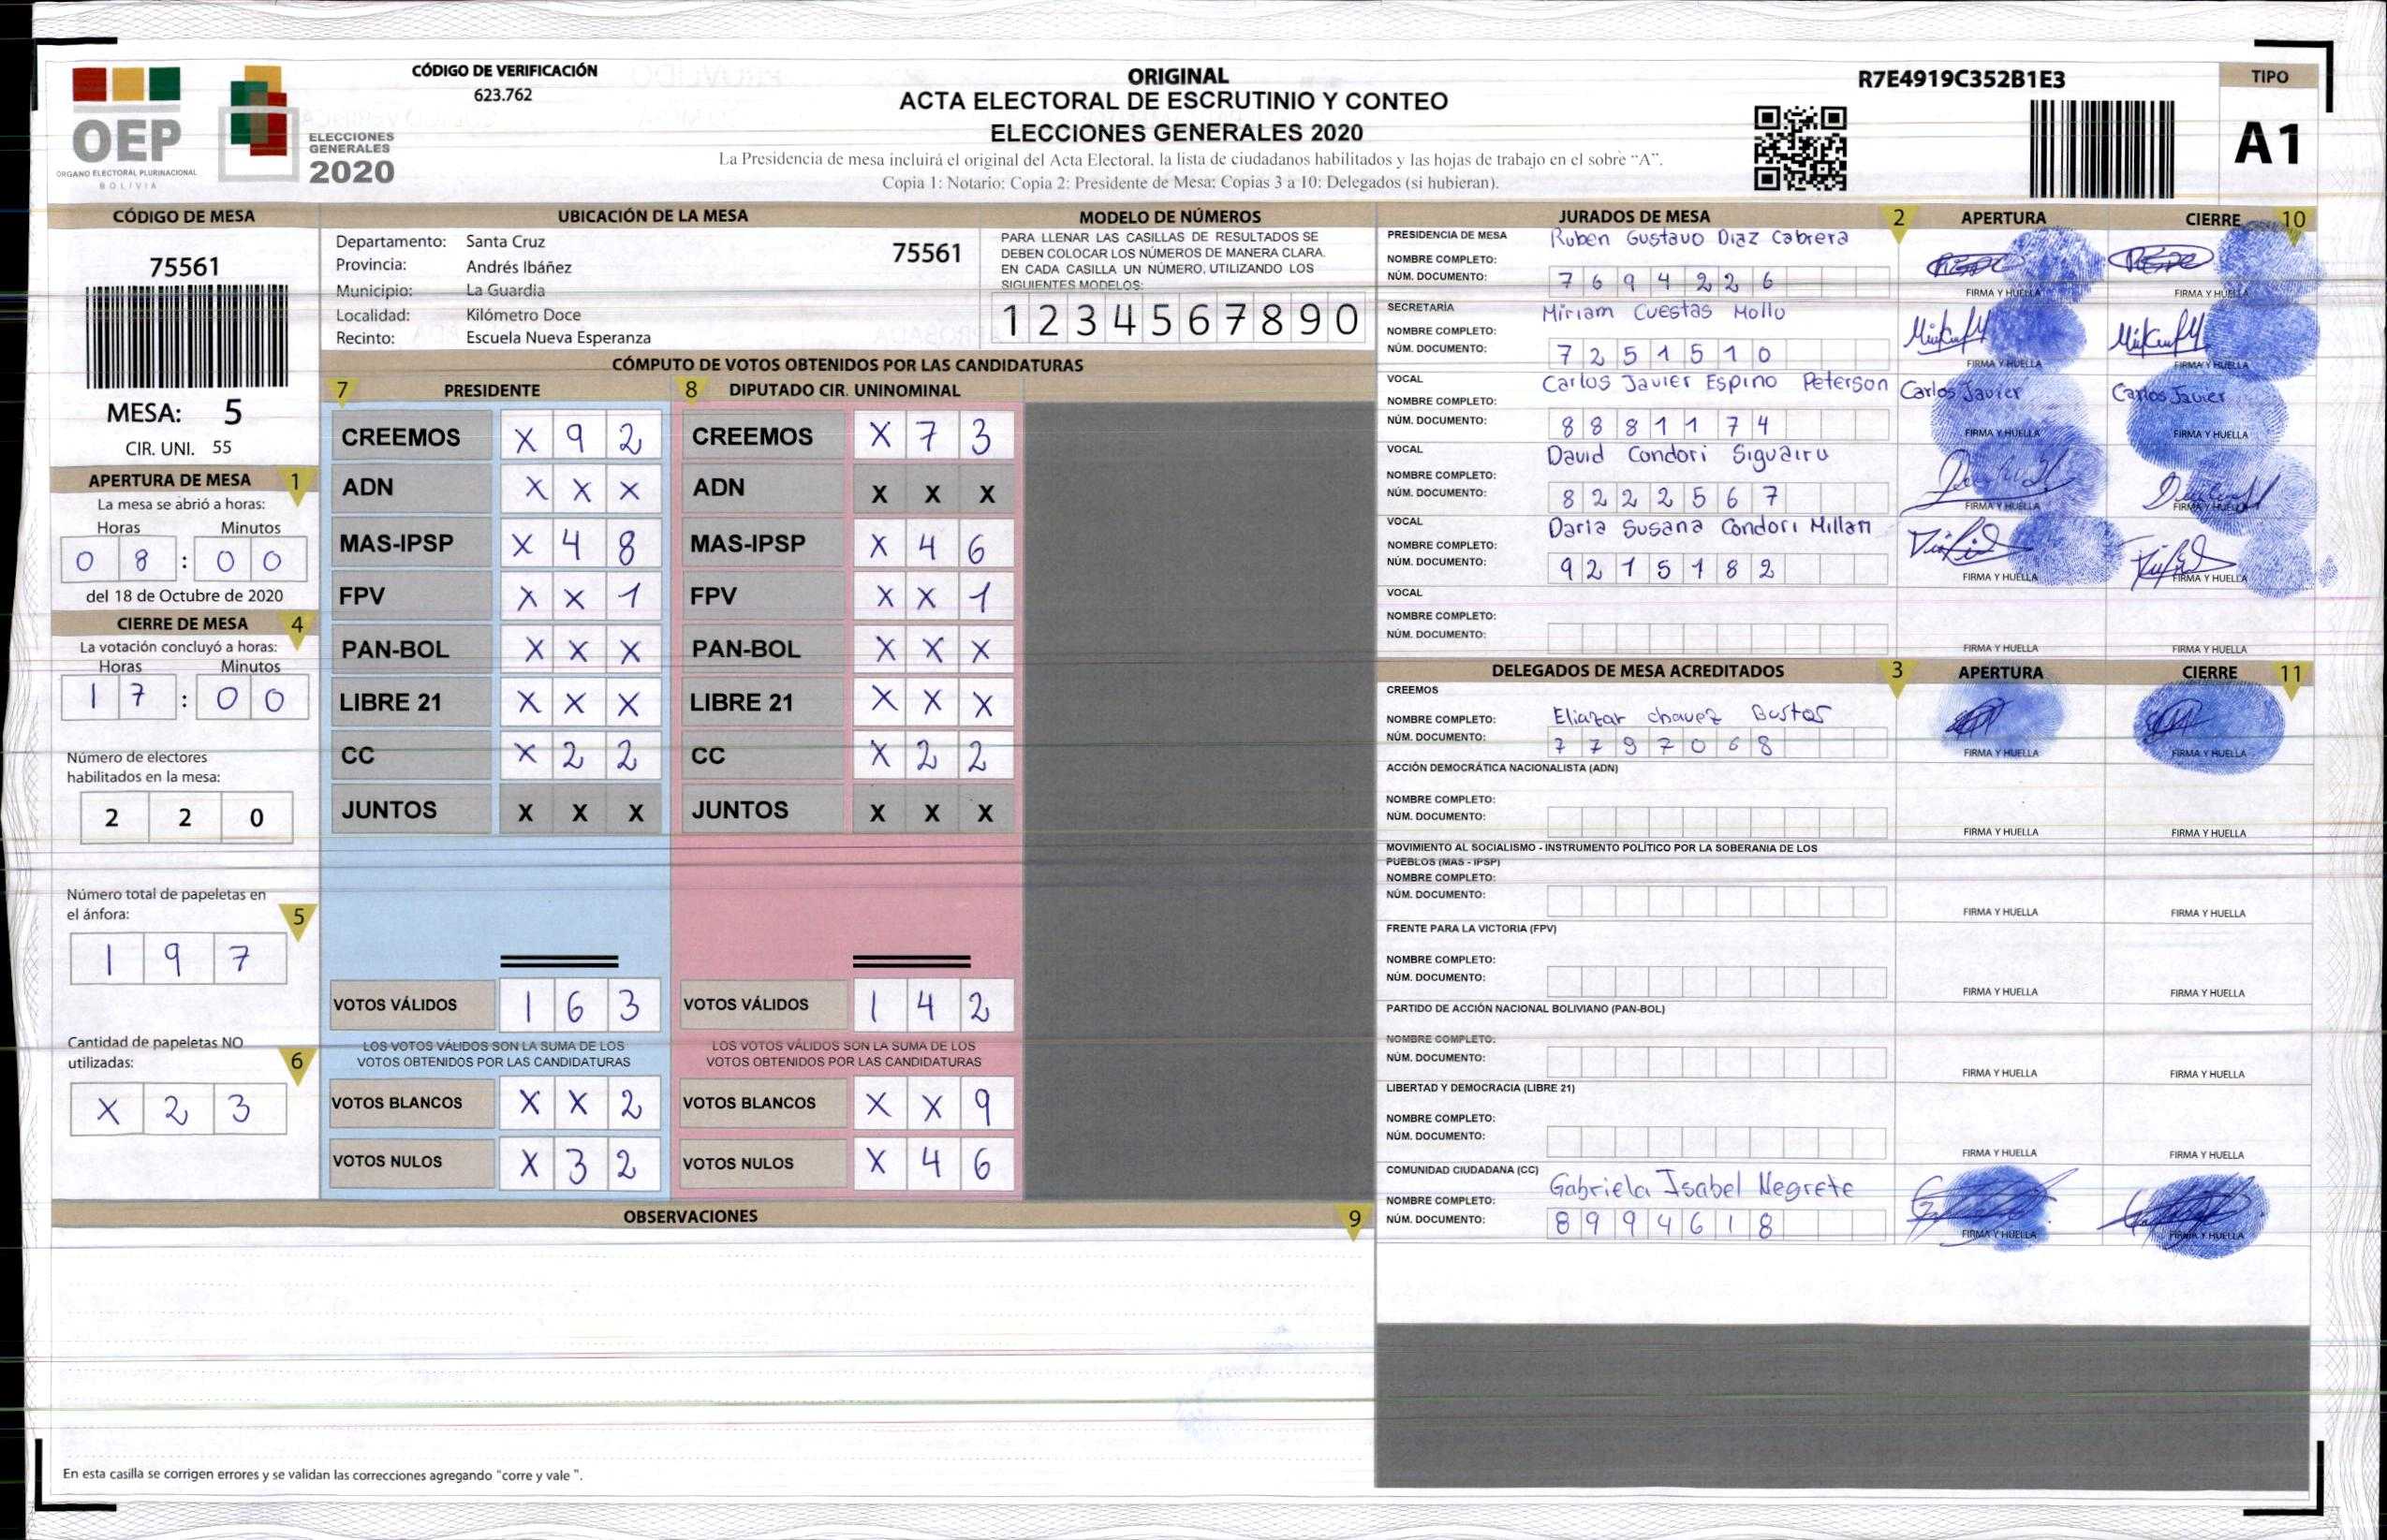 OEP
ORGANO ELECTORAL PLURINACIONAL
BOLIVIA
ELECCIONES
GENERALES
2020
CÓDIGO DE VERIFICACIÓN
623.762
ORIGINAL
ACTA ELECTORAL DE ESCRUTINIO Y CONTEO
ELECCIONES GENERALES 2020
La Presidencia de mesa incluirá el original del Acta Electoral, la lista de ciudadanos habilitados y las hojas de trabajo en el sobre “A”.
Copia 1: Notario; Copia 2: Presidente de Mesa; Copias 3 a 10: Delegados (si hubieran).
R7E4919C352B1E3
TIPO
A1
CÓDIGO DE MESA
75561
MESA: 5
CIR. UNI. 55
APERTURA DE MESA 1
La mesa se abrió a horas:
Horas Minutos
0 8 : 0 0
del 18 de Octubre de 2020
CIERRE DE MESA 4
La votación concluyó a horas:
Horas Minutos
1 7 : 0 0
Número de electores
habilitados en la mesa:
2 2 0
Número total de papeletas en
el ánfora: 5
1 9 7
Cantidad de papeletas NO
utilizadas: 6
X 2 3
UBICACIÓN DE LA MESA
Departamento: Santa Cruz 75561
Provincia: Andrés Ibáñez
Municipio: La Guardia
Localidad: Kilómetro Doce
Recinto: Escuela Nueva Esperanza
MODELO DE NÚMEROS
PARA LLENAR LAS CASILLAS DE RESULTADOS SE
DEBEN COLOCAR LOS NÚMEROS DE MANERA CLARA.
EN CADA CASILLA UN NÚMERO, UTILIZANDO LOS
SIGUIENTES MODELOS:
1 2 3 4 5 6 7 8 9 0
CÓMPUTO DE VOTOS OBTENIDOS POR LAS CANDIDATURAS
7 PRESIDENTE 8 DIPUTADO CIR. UNINOMINAL
CREEMOS X 9 2 CREEMOS X 7 3
ADN X X X ADN X X X
MAS-IPSP X 4 8 MAS-IPSP X 4 6
FPV X X 1 FPV X X 1
PAN-BOL X X X PAN-BOL X X X
LIBRE 21 X X X LIBRE 21 X X X
CC X 2 2 CC X 2 2
JUNTOS X X X JUNTOS X X X
VOTOS VÁLIDOS 1 6 3 VOTOS VÁLIDOS 1 4 2
LOS VOTOS VÁLIDOS SON LA SUMA DE LOS LOS VOTOS VÁLIDOS SON LA SUMA DE LOS
VOTOS OBTENIDOS POR LAS CANDIDATURAS VOTOS OBTENIDOS POR LAS CANDIDATURAS
VOTOS BLANCOS X X 2 VOTOS BLANCOS X X 9
VOTOS NULOS X 3 2 VOTOS NULOS X 4 6
OBSERVACIONES 9
En esta casilla se corrigen errores y se validan las correcciones agregando "corre y vale ".
JURADOS DE MESA 2 APERTURA CIERRE 10
PRESIDENCIA DE MESA Ruben Gustavo Diaz Cabrera
NOMBRE COMPLETO:
NÚM. DOCUMENTO: 7 6 9 4 2 2 6
FIRMA Y HUELLA FIRMA Y HUELLA
SECRETARÍA Miriam Cuestas Mollo
NOMBRE COMPLETO:
NÚM. DOCUMENTO: 7 2 5 1 5 1 0
FIRMA Y HUELLA FIRMA Y HUELLA
VOCAL Carlos Javier Espino Peterson Carlos Javier Carlos Javier
NOMBRE COMPLETO:
NÚM. DOCUMENTO: 8 8 8 1 1 7 4
FIRMA Y HUELLA FIRMA Y HUELLA
VOCAL David Condori Siguairu
NOMBRE COMPLETO:
NÚM. DOCUMENTO: 8 2 2 2 5 6 7
FIRMA Y HUELLA FIRMA Y HUELLA
VOCAL Daria Susana Condori Millan
NOMBRE COMPLETO:
NÚM. DOCUMENTO: 9 2 1 5 1 8 2
FIRMA Y HUELLA FIRMA Y HUELLA
VOCAL
NOMBRE COMPLETO:
NÚM. DOCUMENTO:
FIRMA Y HUELLA FIRMA Y HUELLA
DELEGADOS DE MESA ACREDITADOS 3 APERTURA CIERRE 11
CREEMOS
NOMBRE COMPLETO: Eliazar chavez Bustos
NÚM. DOCUMENTO: 7 7 9 7 0 6 8
FIRMA Y HUELLA FIRMA Y HUELLA
ACCIÓN DEMOCRÁTICA NACIONALISTA (ADN)
NOMBRE COMPLETO:
NÚM. DOCUMENTO:
FIRMA Y HUELLA FIRMA Y HUELLA
MOVIMIENTO AL SOCIALISMO - INSTRUMENTO POLÍTICO POR LA SOBERANIA DE LOS
PUEBLOS (MAS - IPSP)
NOMBRE COMPLETO:
NÚM. DOCUMENTO:
FIRMA Y HUELLA FIRMA Y HUELLA
FRENTE PARA LA VICTORIA (FPV)
NOMBRE COMPLETO:
NÚM. DOCUMENTO:
FIRMA Y HUELLA FIRMA Y HUELLA
PARTIDO DE ACCIÓN NACIONAL BOLIVIANO (PAN-BOL)
NOMBRE COMPLETO:
NÚM. DOCUMENTO:
FIRMA Y HUELLA FIRMA Y HUELLA
LIBERTAD Y DEMOCRACIA (LIBRE 21)
NOMBRE COMPLETO:
NÚM. DOCUMENTO:
FIRMA Y HUELLA FIRMA Y HUELLA
COMUNIDAD CIUDADANA (CC) Gabriela Isabel Negrete
NOMBRE COMPLETO:
NÚM. DOCUMENTO: 8 9 9 4 6 1 8
FIRMA Y HUELLA FIRMA Y HUELLA